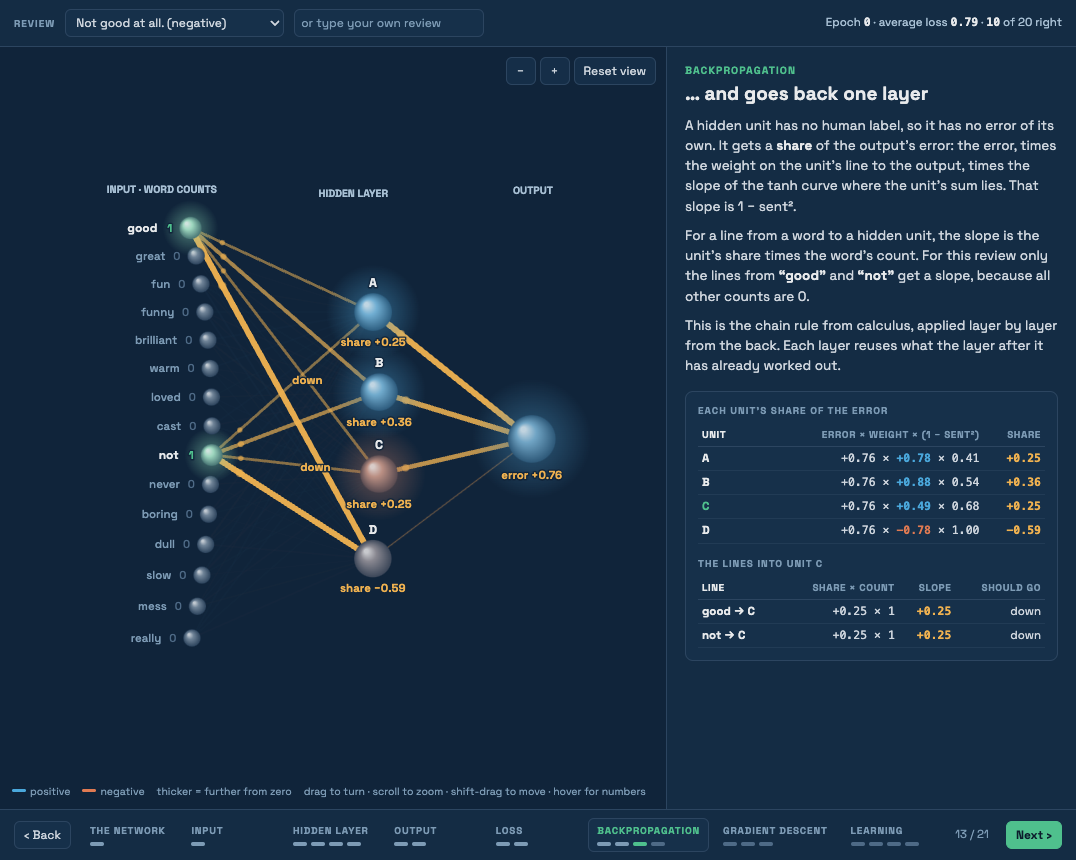 REVIEW Not good at all. (negative) or type your own review Epoch 0 · average loss 0.79 · 10 of 20 right
− + Reset view
INPUT · WORD COUNTS HIDDEN LAYER OUTPUT
good 1
great 0
fun 0
funny 0
brilliant 0
warm 0
loved 0
cast 0
not 1
never 0
boring 0
dull 0
slow 0
mess 0
really 0
down
down
A
share +0.25
B
share +0.36
C
share +0.25
D
share −0.59
error +0.76
positive negative thicker = further from zero drag to turn · scroll to zoom · shift-drag to move · hover for numbers
BACKPROPAGATION
… and goes back one layer
A hidden unit has no human label, so it has no error of its
own. It gets a share of the output’s error: the error, times
the weight on the unit’s line to the output, times the
slope of the tanh curve where the unit’s sum lies. That
slope is 1 − sent².
For a line from a word to a hidden unit, the slope is the
unit’s share times the word’s count. For this review only
the lines from “good” and “not” get a slope, because all
other counts are 0.
This is the chain rule from calculus, applied layer by layer
from the back. Each layer reuses what the layer after it
has already worked out.
EACH UNIT’S SHARE OF THE ERROR
UNIT ERROR × WEIGHT × (1 − SENT²) SHARE
A +0.76 × +0.78 × 0.41 +0.25
B +0.76 × +0.88 × 0.54 +0.36
C +0.76 × +0.49 × 0.68 +0.25
D +0.76 × −0.78 × 1.00 −0.59
THE LINES INTO UNIT C
LINE SHARE × COUNT SLOPE SHOULD GO
good → C +0.25 × 1 +0.25 down
not → C +0.25 × 1 +0.25 down
‹ Back THE NETWORK INPUT HIDDEN LAYER OUTPUT LOSS BACKPROPAGATION GRADIENT DESCENT LEARNING 13 / 21 Next ›